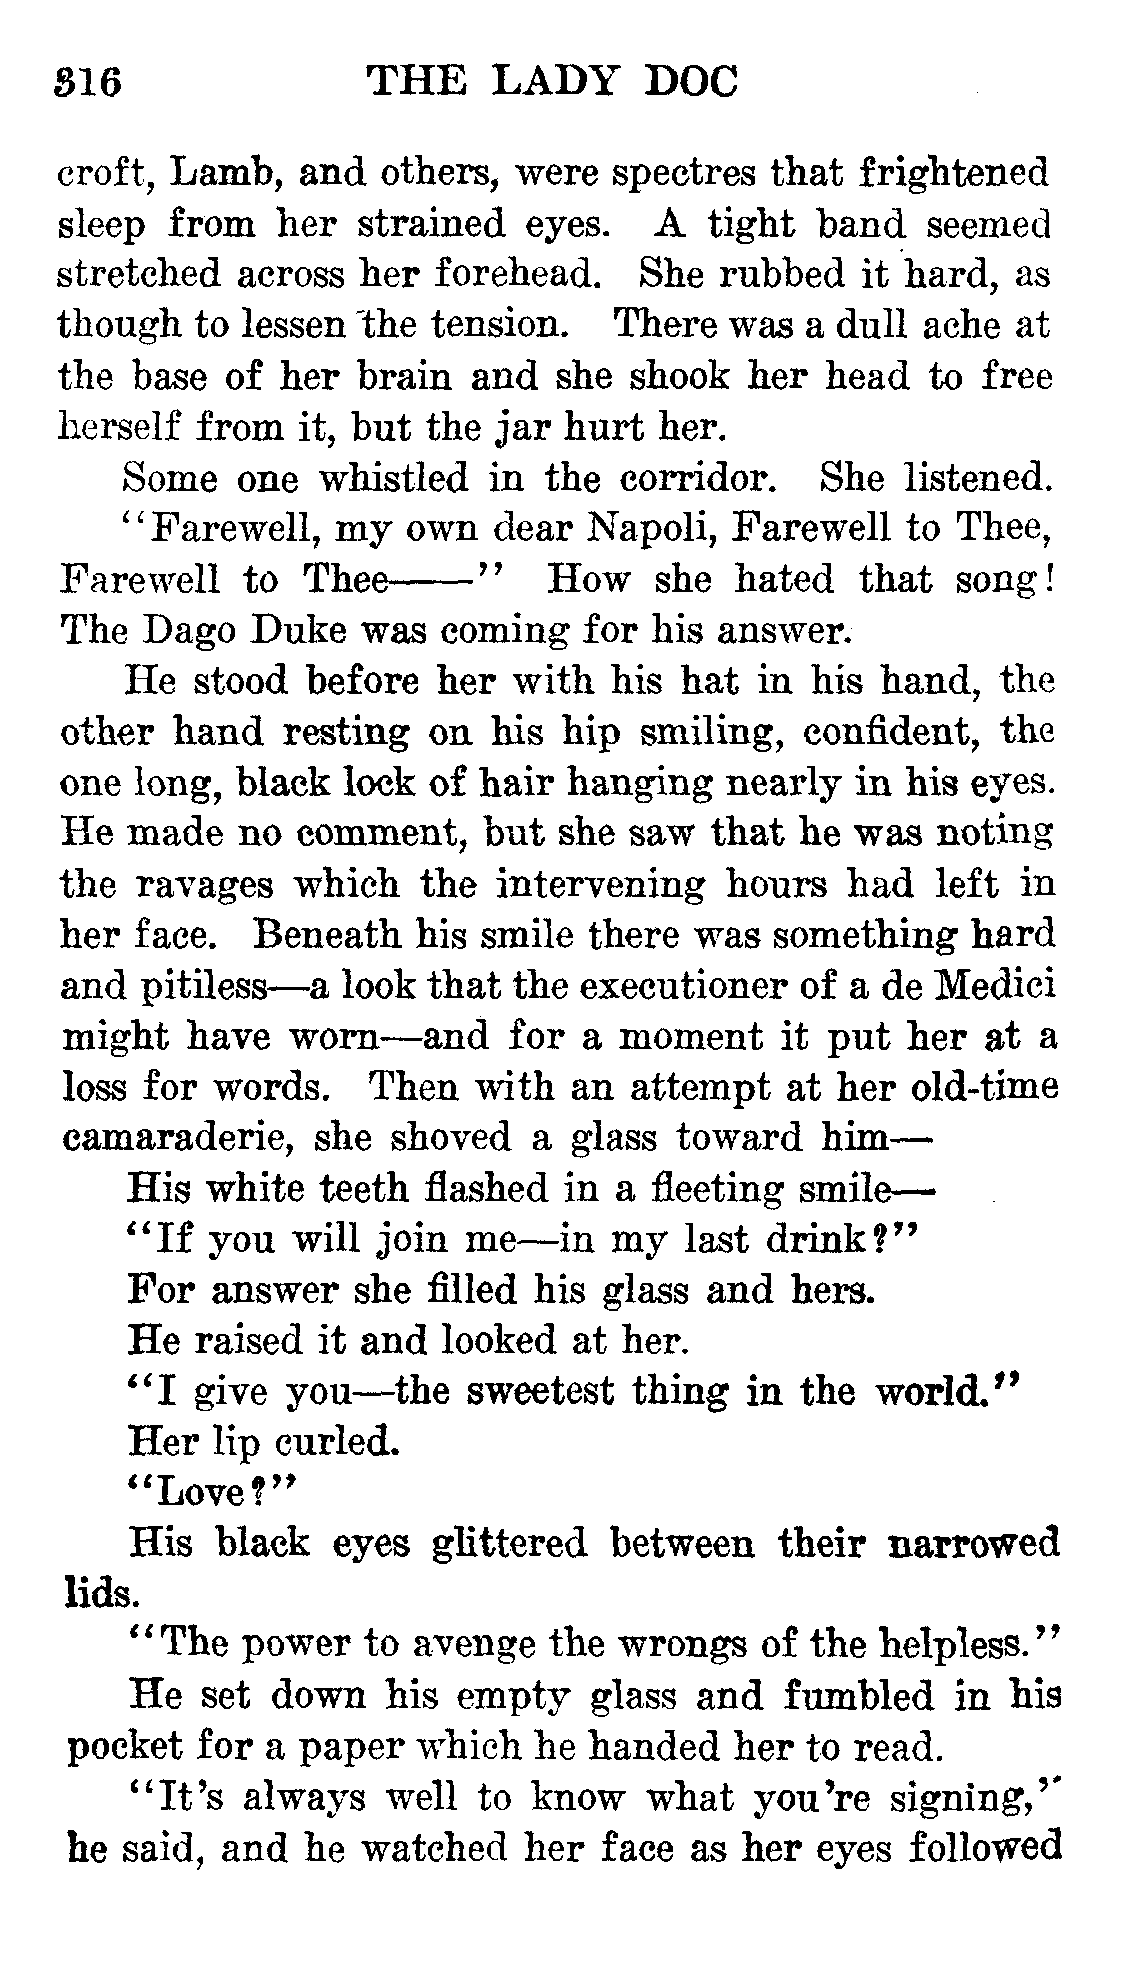 316 THE LADY DOC
croft, Lamb, and others, were spectres that frightened
sleep from her strained eyes. A tight band seemed
stretched across her forehead. She rubbed it hard, as
though to lessen the tension. There was a dull ache at
the base of her brain and she shook her head to free
herself from it, but the jar hurt her.
Some one whistled in the corridor. She listened.
"Farewell, my own dear Napoli, Farewell to Thee,
Farewell to Thee——" How she hated that song!
The Dago Duke was coming for his answer.
He stood before her with his hat in his hand, the
other hand resting on his hip smiling, confident, the
one long, black lock of hair hanging nearly in his eyes.
He made no comment, but she saw that he was noting
the ravages which the intervening hours had left in
her face. Beneath his smile there was something hard
and pitiless—a look that the executioner of a de Medici
might have worn—and for a moment it put her at a
loss for words. Then with an attempt at her old-time
camaraderie, she shoved a glass toward him—
His white teeth flashed in a fleeting smile—
"If you will join me—in my last drink?"
For answer she filled his glass and hers.
He raised it and looked at her.
"I give you—the sweetest thing in the world."
Her lip curled.
"Love?"
His black eyes glittered between their narrowed
lids.
"The power to avenge the wrongs of the helpless."
He set down his empty glass and fumbled in his
pocket for a paper which he handed her to read.
"It's always well to know what you're signing,"
he said, and he watched her face as her eyes followed